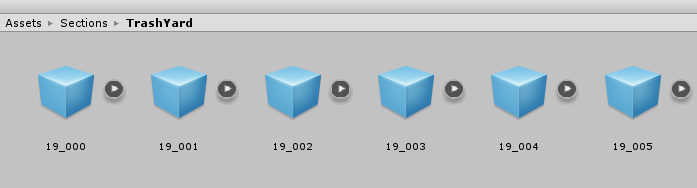 Assets ▸ Sections ▸ TrashYard
19_000 19_001 19_002 19_003 19_004 19_005